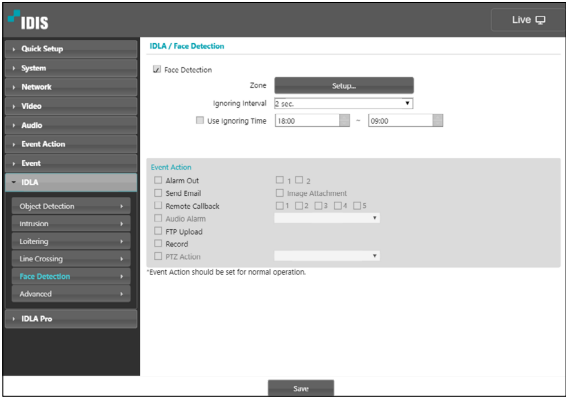 IDIS
Live
Quick Setup
System
Network
Video
Audio
Event Action
Event
IDLA
Object Detection
Intrusion
Loitering
Line Crossing
Face Detection
Advanced
IDLA Pro
IDLA / Face Detection
Face Detection
Zone Setup...
Ignoring Interval 2 sec.
Use Ignoring Time 18:00 ~ 09:00
Event Action
Alarm Out 1 2
Send Email Image Attachment
Remote Callback 1 2 3 4 5
Audio Alarm
FTP Upload
Record
PTZ Action
*Event Action should be set for normal operation.
Save